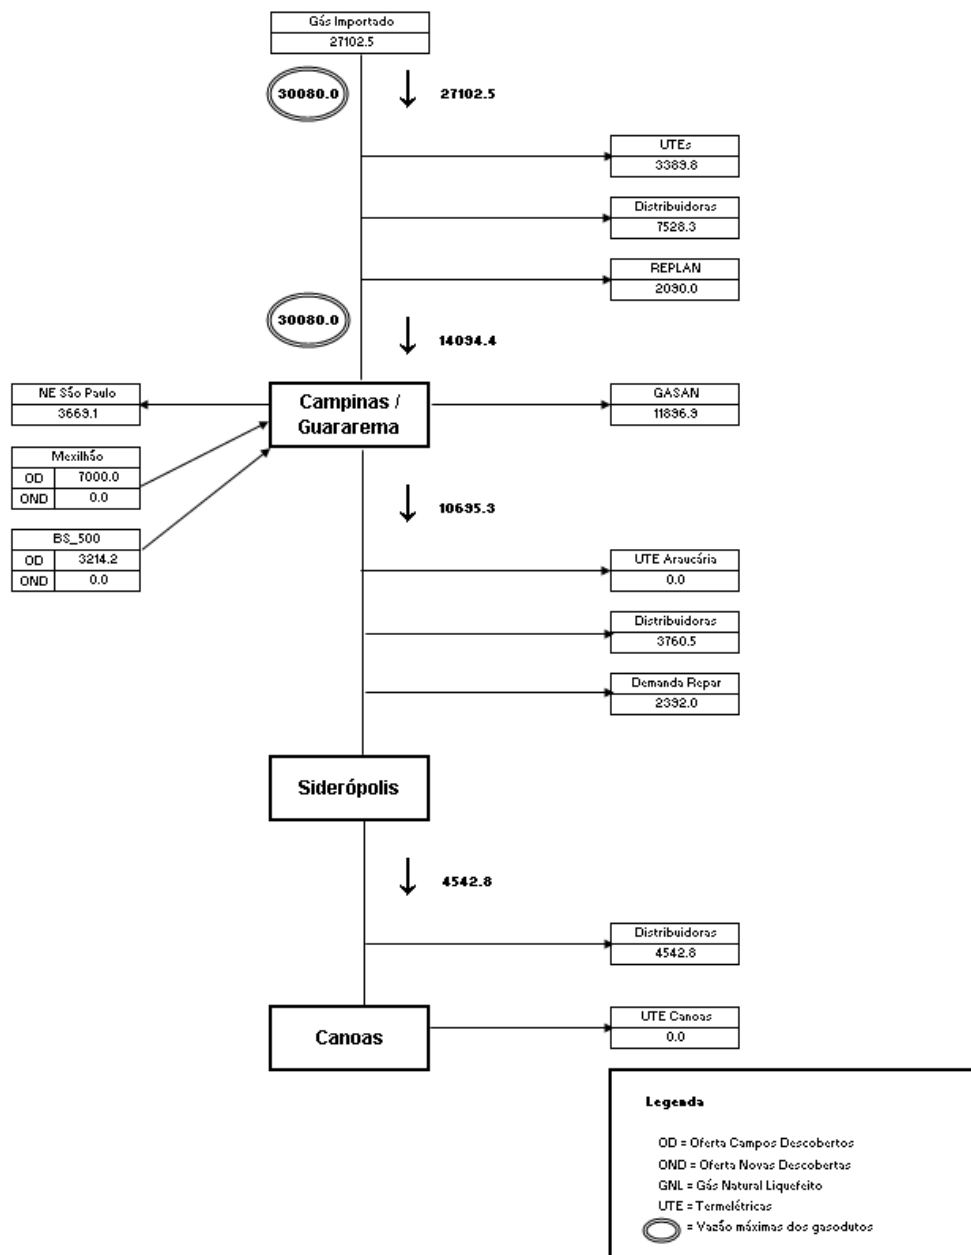 Gás Importado
27102.5
30080.0
27102.5
UTEs
3389.8
Distribuidoras
7528.3
REPLAN
2090.0
30080.0
14094.4
NE São Paulo
3669.1
Campinas /
Guararema
GASAN
11896.9
Mexilhão
OD 7000.0
OND 0.0
10695.3
BS_500
OD 3214.2
OND 0.0
UTE Araucária
0.0
Distribuidoras
3760.5
Demanda Repar
2392.0
Siderópolis
4542.8
Distribuidoras
4542.8
Canoas
UTE Canoas
0.0
Legenda
OD = Oferta Campos Descobertos
OND = Oferta Novas Descobertas
GNL = Gás Natural Liquefeito
UTE = Termelétricas
= Vazão máximas dos gasodutos